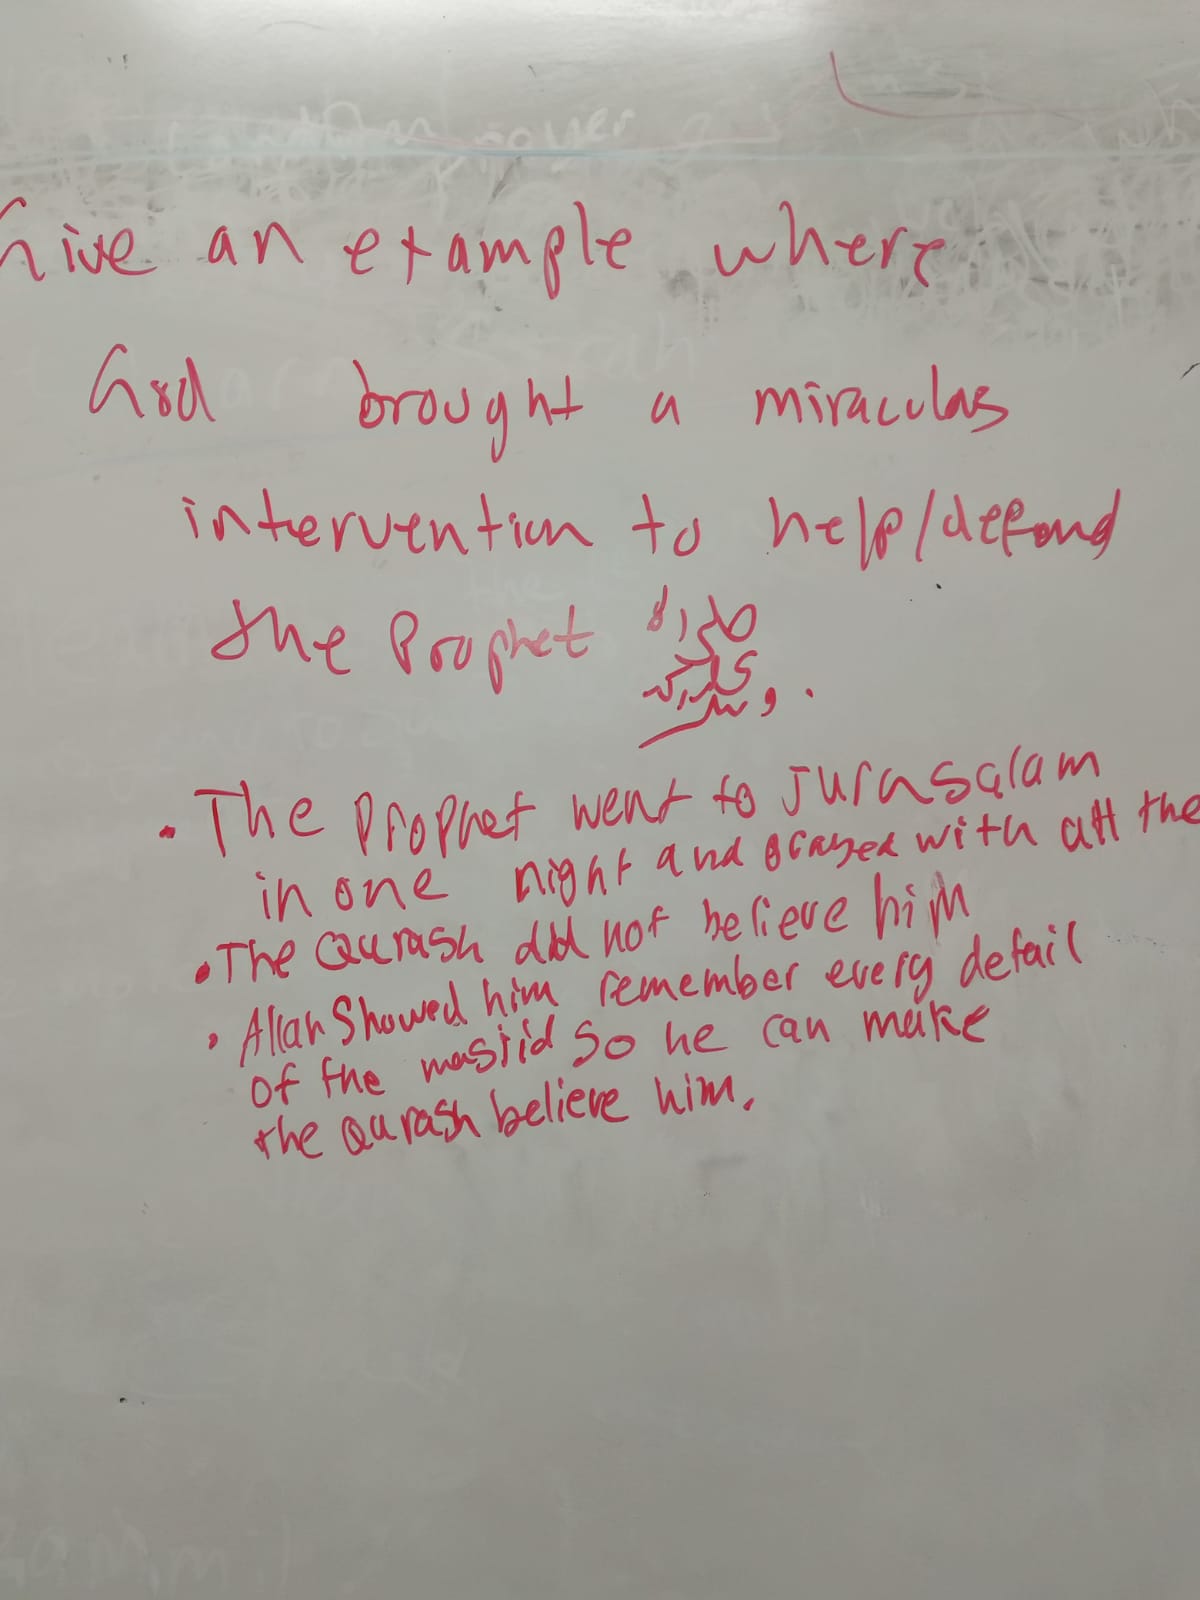 Give an example where
God brought a miraculas
intervention to help/deffend
the Prophet صلى الله عليه وسلم.
• The Prophet went to Jurasalam
in one night and prayed with all the
• The Qurash did not believe him
• Allah Showed him remember every detail
of the masjid so he can make
the Qurash believe him.